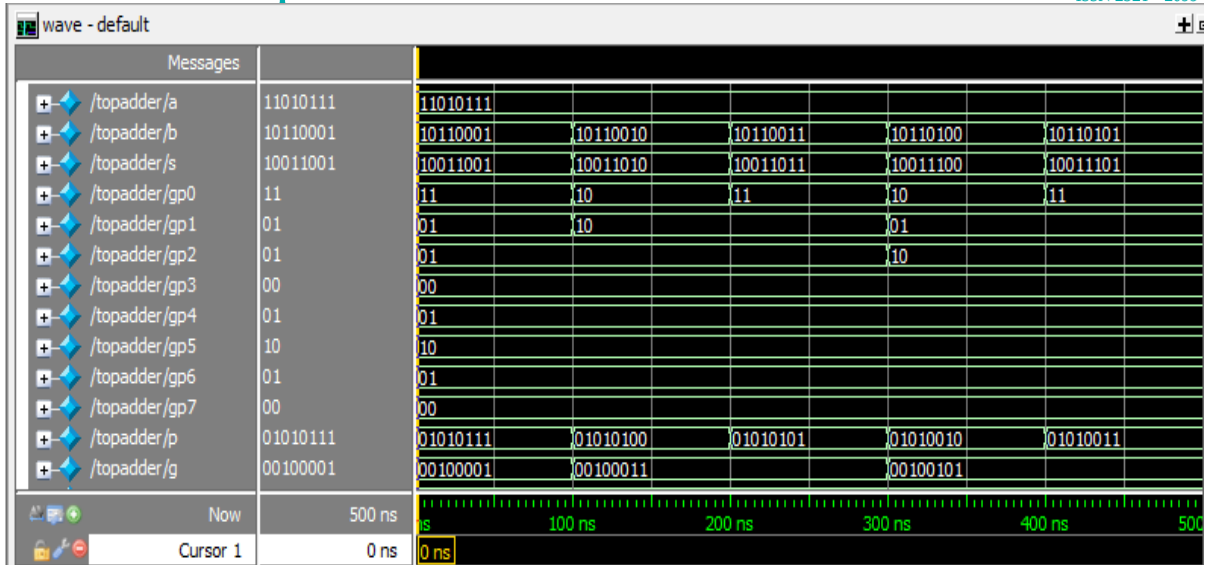 wave - default
Messages
/topadder/a 11010111 11010111
/topadder/b 10110001 10110001 10110010 10110011 10110100 10110101
/topadder/s 10011001 10011001 10011010 10011011 10011100 10011101
/topadder/gp0 11 11 10 11 10 11
/topadder/gp1 01 01 10 01
/topadder/gp2 01 01 10
/topadder/gp3 00 00
/topadder/gp4 01 01
/topadder/gp5 10 10
/topadder/gp6 01 01
/topadder/gp7 00 00
/topadder/p 01010111 01010111 01010100 01010101 01010010 01010011
/topadder/g 00100001 00100001 00100011 00100101
Now 500 ns ns 100 ns 200 ns 300 ns 400 ns 500
Cursor 1 0 ns 0 ns